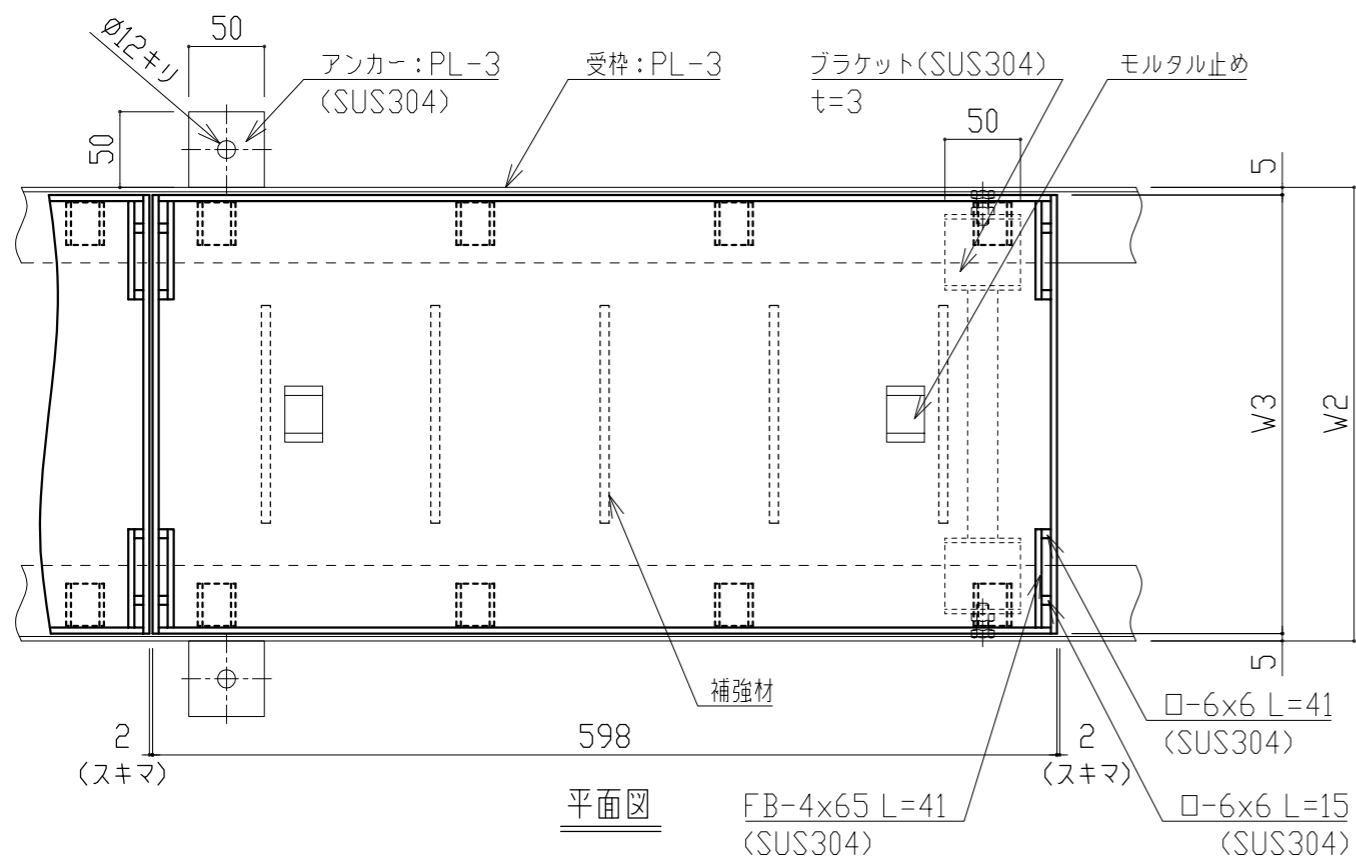 50
ø12キリ
アンカー:PL-3
(SUS304)
受枠:PL-3
ブラケット(SUS304)
t=3
モルタル止め
50
50
5
W3
W2
5
補強材
2
(スキマ)
598
2
(スキマ)
□-6x6 L=41
(SUS304)
平面図
FB-4x65 L=41
(SUS304)
□-6x6 L=15
(SUS304)